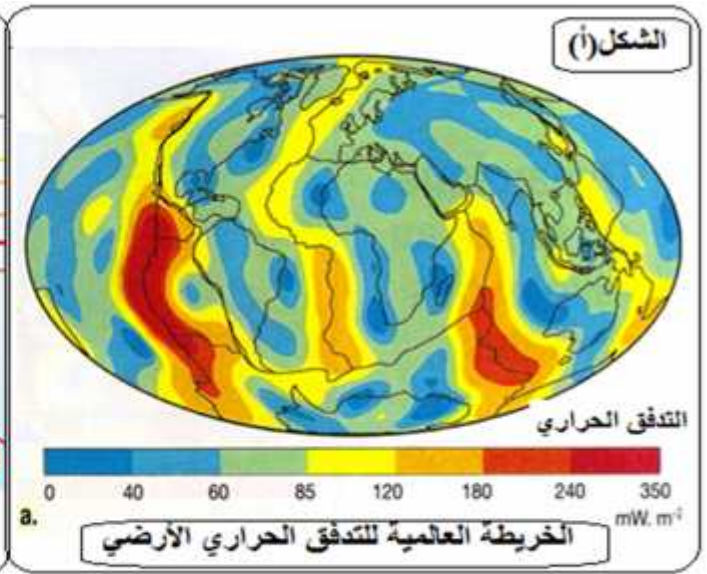 الشكل(أ)
التدفق الحراري
0 40 60 85 120 180 240 350
mW. m⁻²
a.
الخريطة العالمية للتدفق الحراري الأرضي